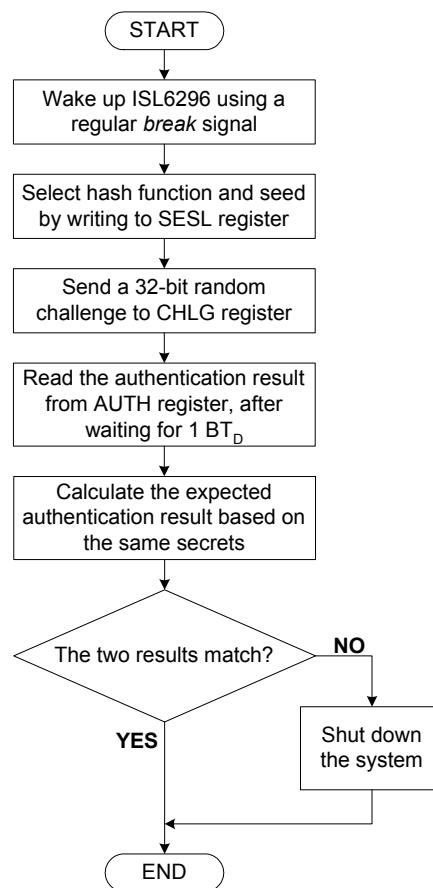 START
Wake up ISL6296 using a
regular break signal
Select hash function and seed
by writing to SESL register
Send a 32-bit random
challenge to CHLG register
Read the authentication result
from AUTH register, after
waiting for 1 BTD
Calculate the expected
authentication result based on
the same secrets
The two results match?
NO
YES
Shut down
the system
END